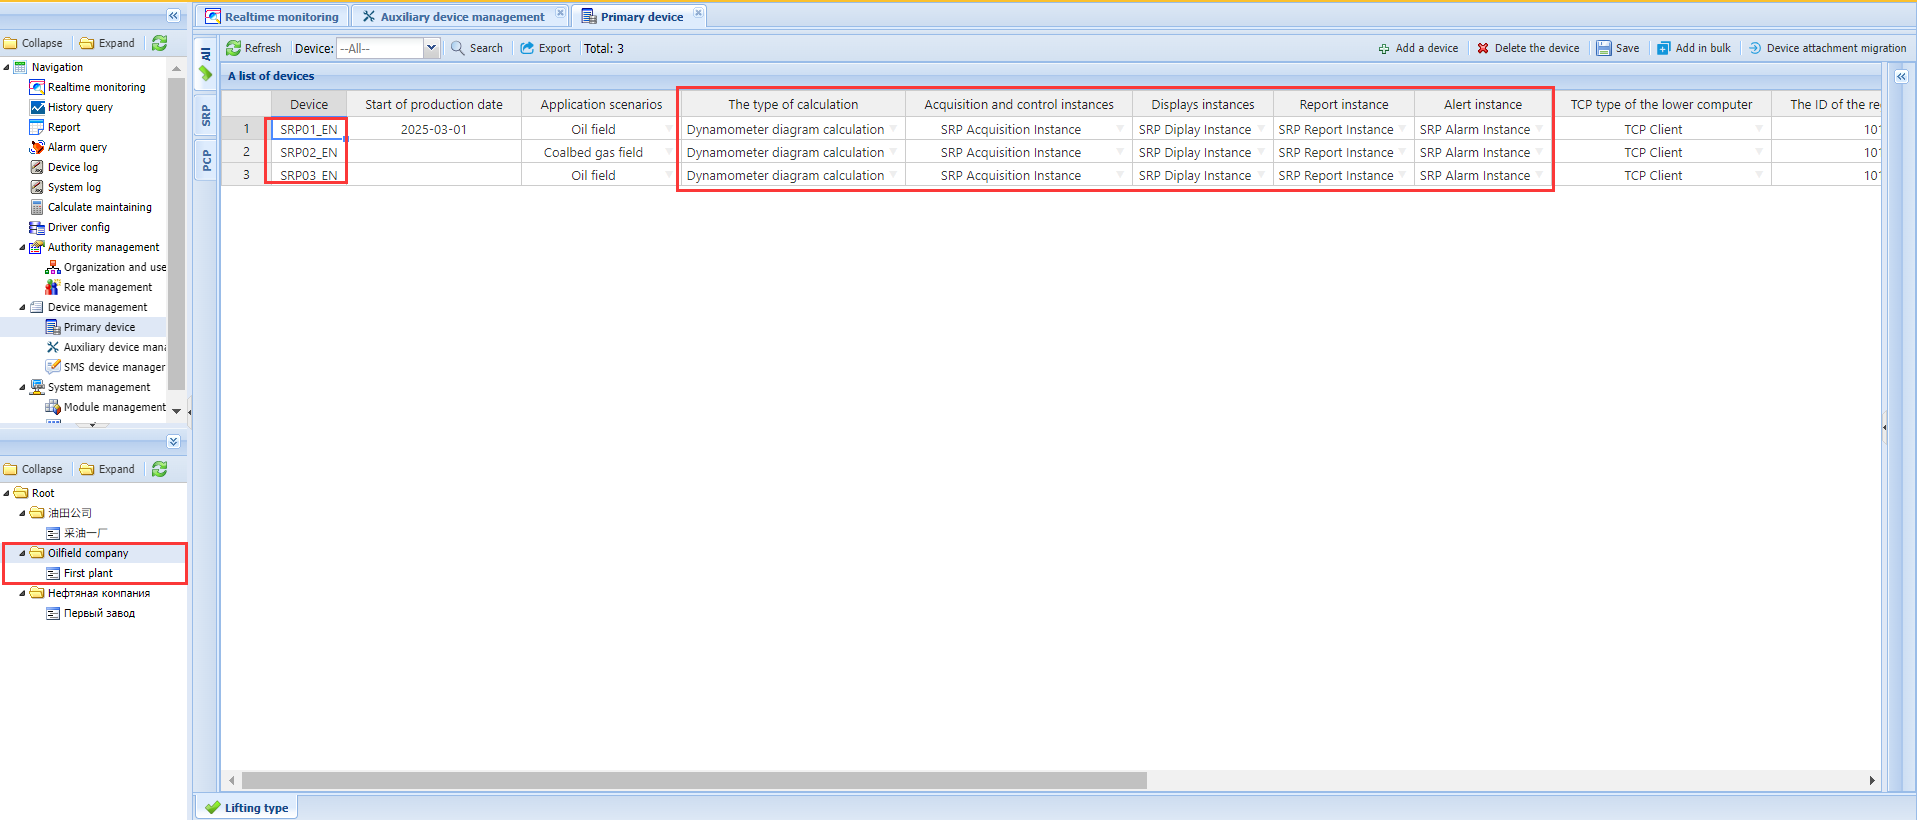 Realtime monitoring
Auxiliary device management
Primary device
Collapse
Expand
Navigation
Realtime monitoring
History query
Report
Alarm query
Device log
System log
Calculate maintaining
Driver config
Authority management
Organization and use
Role management
Device management
Primary device
Auxiliary device mana
SMS device manager
System management
Module management
Collapse
Expand
Root
油田公司
采油一厂
Oilfield company
First plant
Нефтяная компания
Первый завод
All
SRP
PCP
Refresh Device: --All-- Search Export Total: 3 Add a device Delete the device Save Add in bulk Device attachment migration
A list of devices
Device Start of production date Application scenarios The type of calculation Acquisition and control instances Displays instances Report instance Alert instance TCP type of the lower computer The ID of the re
1 SRP01_EN 2025-03-01 Oil field Dynamometer diagram calculation SRP Acquisition Instance SRP Diplay Instance SRP Report Instance SRP Alarm Instance TCP Client 101
2 SRP02_EN Coalbed gas field Dynamometer diagram calculation SRP Acquisition Instance SRP Diplay Instance SRP Report Instance SRP Alarm Instance TCP Client 101
3 SRP03_EN Oil field Dynamometer diagram calculation SRP Acquisition Instance SRP Diplay Instance SRP Report Instance SRP Alarm Instance TCP Client 101
Lifting type